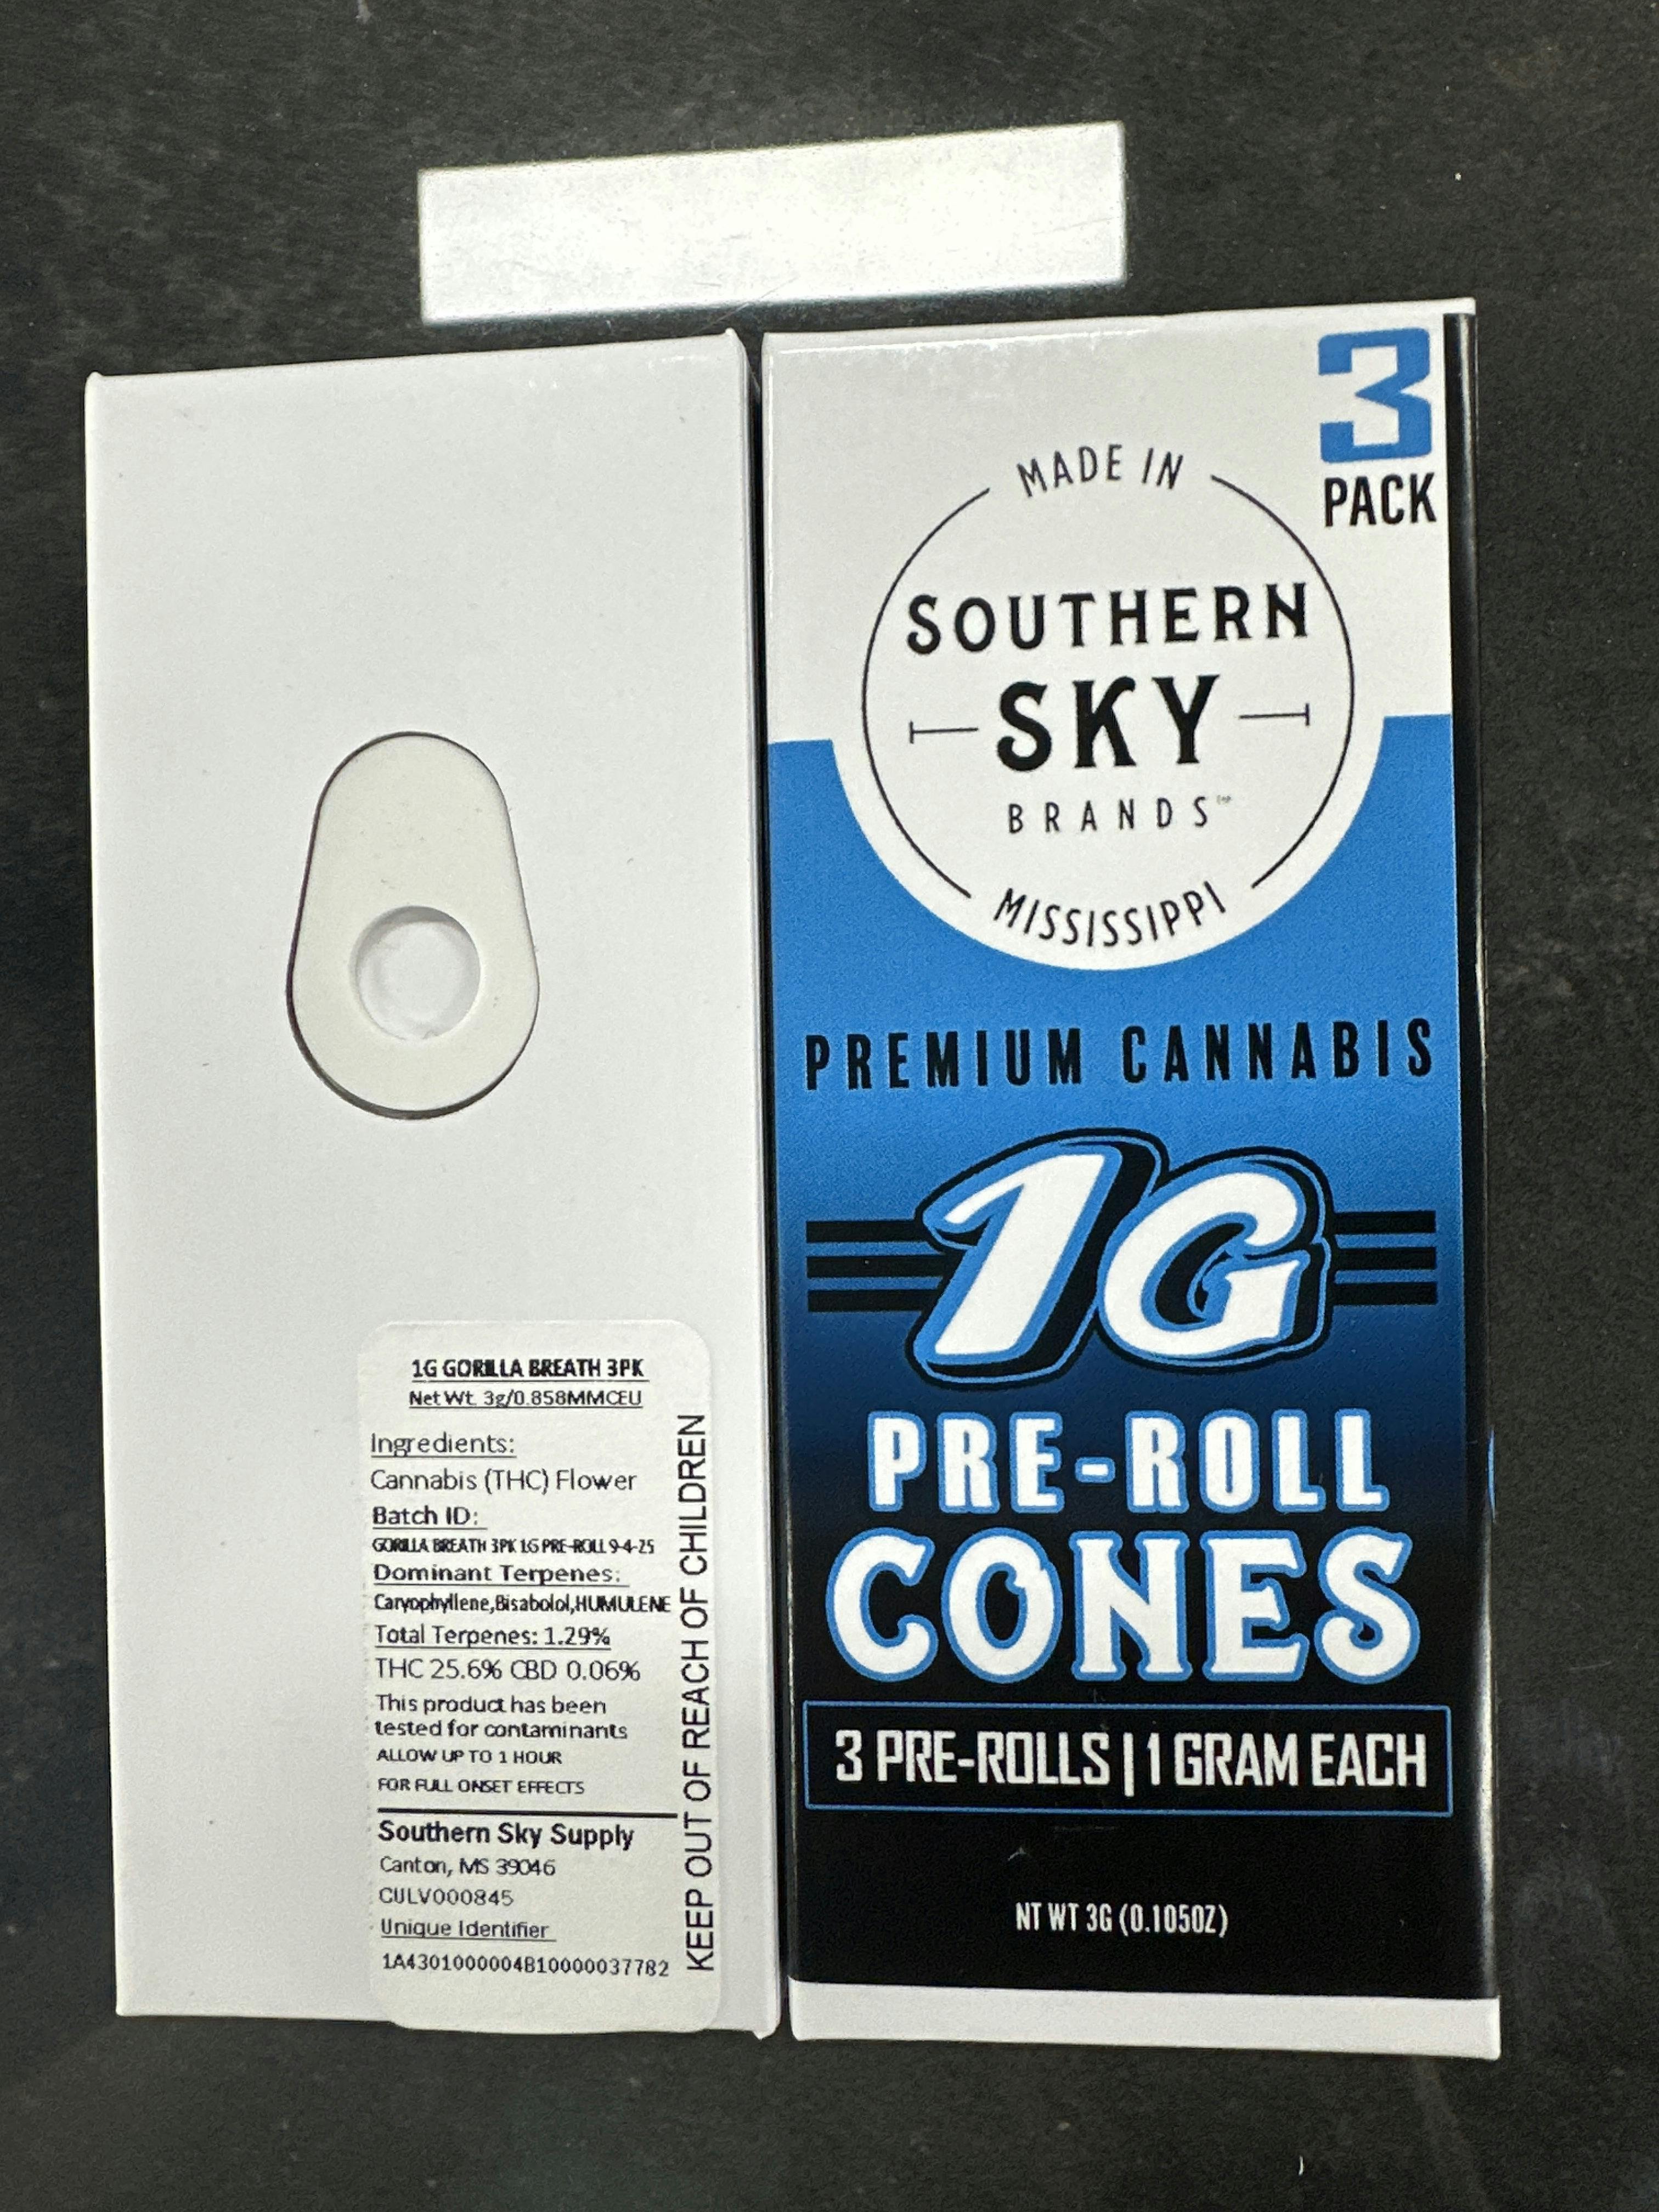 1G GORILLA BREATH 3PK
Net Wt. 3g/0.858MMCEU
Ingredients:
Cannabis (THC) Flower
Batch ID:
GORILLA BREATH 3PK 1G PRE-ROLL 9-4-25
Dominant Terpenes:
Caryophyllene,Bisabolol,HUMULENE
Total Terpenes: 1.29%
THC 25.6% CBD 0.06%
This product has been
tested for contaminants
ALLOW UP TO 1 HOUR
FOR FULL ONSET EFFECTS
Southern Sky Supply
Canton, MS 39046
CULV000845
Unique Identifier
1A4301000004B10000037782
KEEP OUT OF REACH OF CHILDREN
3
PACK
MADE IN
SOUTHERN
SKY
BRANDS™
MISSISSIPPI
PREMIUM CANNABIS
1G
PRE-ROLL
CONES
3 PRE-ROLLS | 1 GRAM EACH
NT WT 3G (0.105OZ)